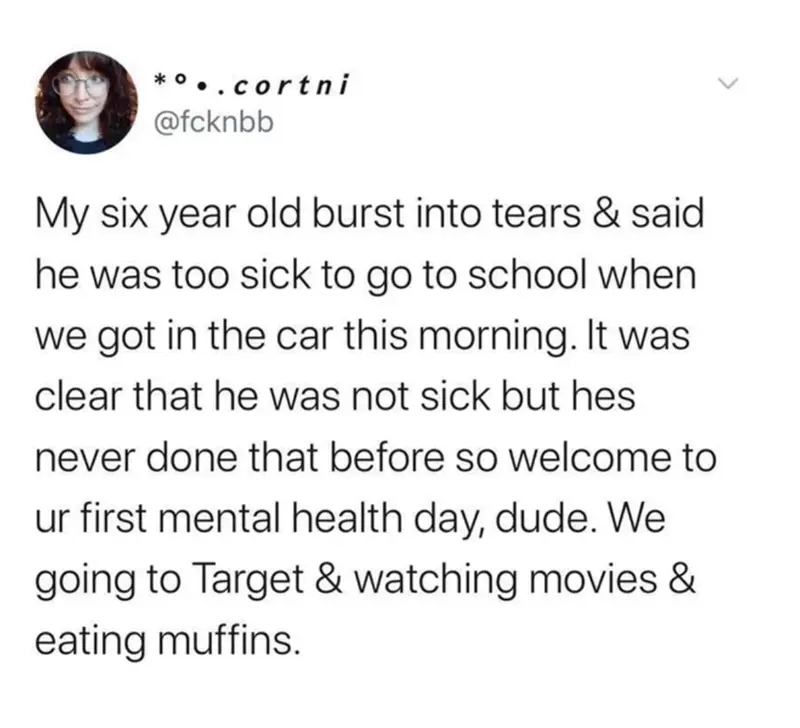 *°•.cortni
@fcknbb
My six year old burst into tears & said
he was too sick to go to school when
we got in the car this morning. It was
clear that he was not sick but hes
never done that before so welcome to
ur first mental health day, dude. We
going to Target & watching movies &
eating muffins.